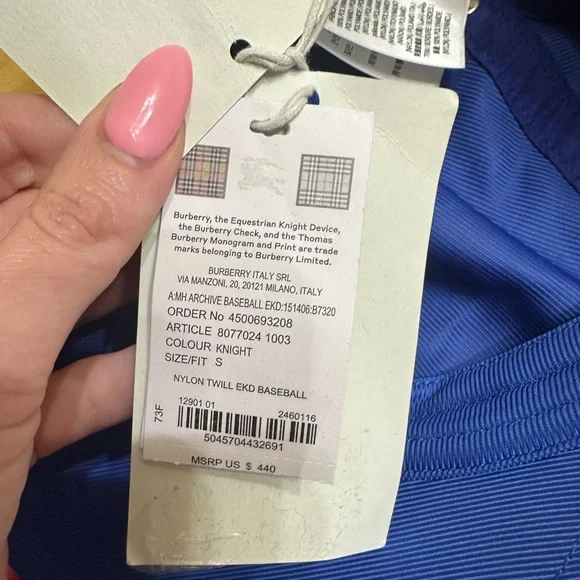 Burberry, the Equestrian Knight Device,
the Burberry Check, and the Thomas
Burberry Monogram and Print are trade
marks belonging to Burberry Limited.
BURBERRY ITALY SRL
VIA MANZONI, 20, 20121 MILANO, ITALY
A:MH ARCHIVE BASEBALL EKD:151406:B7320
ORDER No 4500693208
ARTICLE 8077024 1003
COLOUR KNIGHT
SIZE/FIT S
NYLON TWILL EKD BASEBALL
73F
12901 01 2460116
5045704432691
MSRP US $ 440